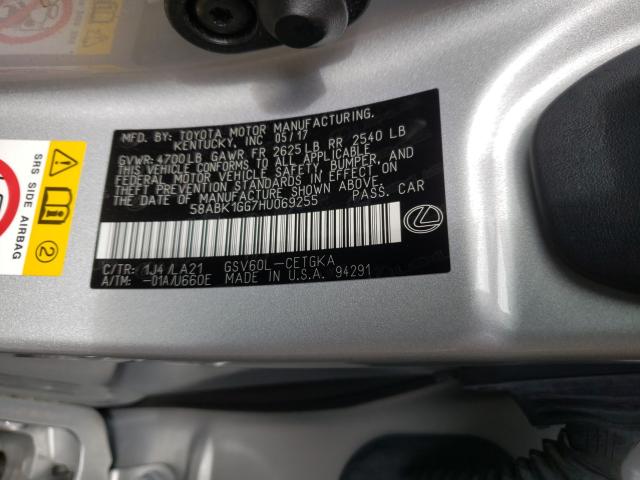 MFD. BY: TOYOTA MOTOR MANUFACTURING,
KENTUCKY, INC 05/17
GVWR: 4700LB GAWR FR 2625LB RR 2540 LB
THIS VEHICLE CONFORMS TO ALL APPLICABLE
FEDERAL MOTOR VEHICLE SAFETY, BUMPER, AND
THEFT PREVENTION STANDARDS IN EFFECT ON
THE DATE OF MANUFACTURE SHOWN ABOVE.
58ABK1GG7HU069255 PASS. CAR
C/TR: 1J4/LA21 GSV60L-CETGKA
A/TM: -01A/U660E MADE IN U.S.A. 94291
SRS SIDE AIRBAG
2